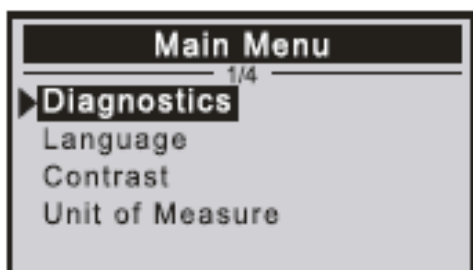 Main Menu
1/4
Diagnostics
Language
Contrast
Unit of Measure